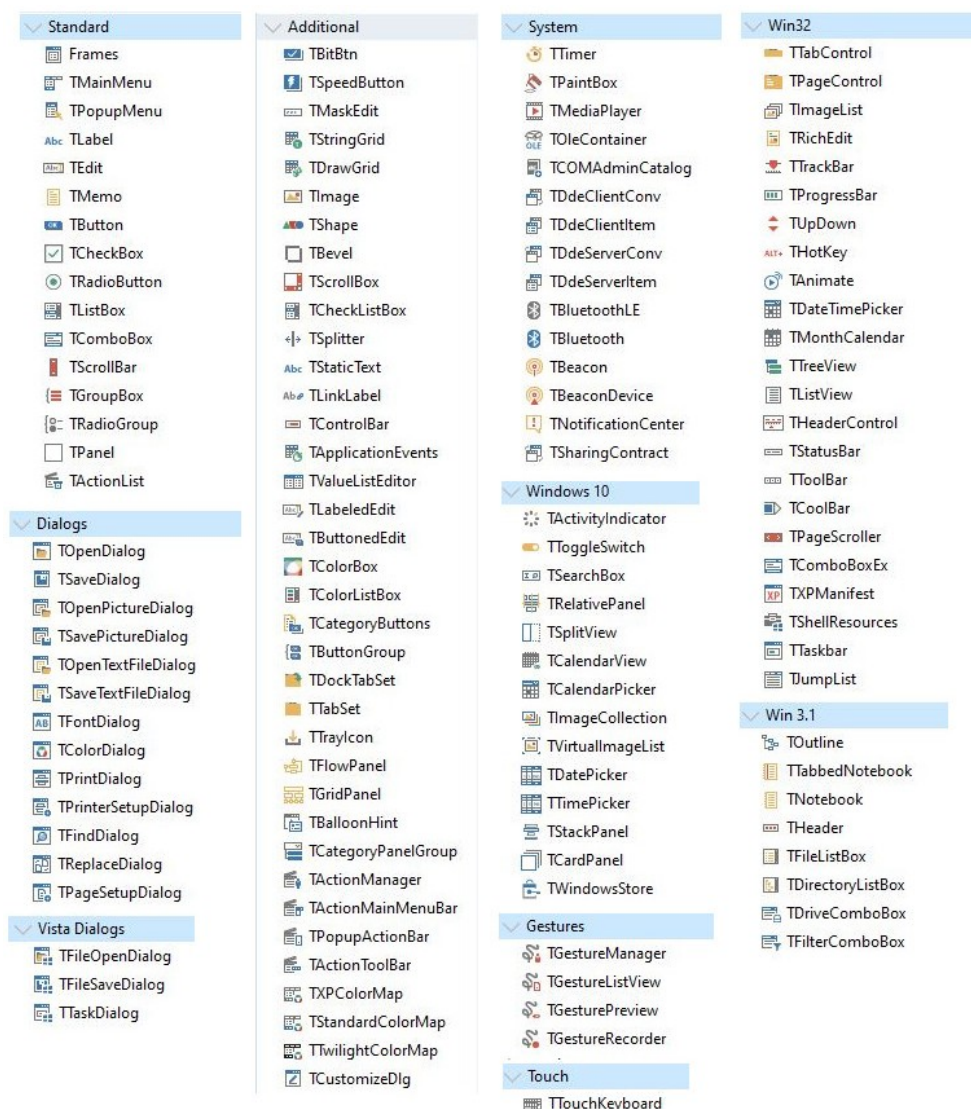 Standard
Frames
TMainMenu
TPopupMenu
TLabel
TEdit
TMemo
TButton
TCheckBox
TRadioButton
TListBox
TComboBox
TScrollBar
TGroupBox
TRadioGroup
TPanel
TActionList
Dialogs
TOpenDialog
TSaveDialog
TOpenPictureDialog
TSavePictureDialog
TOpenTextFileDialog
TSaveTextFileDialog
TFontDialog
TColorDialog
TPrintDialog
TPrinterSetupDialog
TFindDialog
TReplaceDialog
TPageSetupDialog
Vista Dialogs
TFileOpenDialog
TFileSaveDialog
TTaskDialog
Additional
TBitBtn
TSpeedButton
TMaskEdit
TStringGrid
TDrawGrid
TImage
TShape
TBevel
TScrollBox
TCheckListBox
TSplitter
TStaticText
TLinkLabel
TControlBar
TApplicationEvents
TValueListEditor
TLabeledEdit
TButtonedEdit
TColorBox
TColorListBox
TCategoryButtons
TButtonGroup
TDockTabSet
TTabSet
TTrayIcon
TFlowPanel
TGridPanel
TBalloonHint
TCategoryPanelGroup
TActionManager
TActionMainMenuBar
TPopupActionBar
TActionToolBar
TXPColorMap
TStandardColorMap
TTwilightColorMap
TCustomizeDlg
System
TTimer
TPaintBox
TMediaPlayer
TOleContainer
TCOMAdminCatalog
TDdeClientConv
TDdeClientItem
TDdeServerConv
TDdeServerItem
TBluetoothLE
TBluetooth
TBeacon
TBeaconDevice
TNotificationCenter
TSharingContract
Windows 10
TActivityIndicator
TToggleSwitch
TSearchBox
TRelativePanel
TSplitView
TCalendarView
TCalendarPicker
TImageCollection
TVirtualImageList
TDatePicker
TTimePicker
TStackPanel
TCardPanel
TWindowsStore
Gestures
TGestureManager
TGestureListView
TGesturePreview
TGestureRecorder
Touch
TTouchKeyboard
Win32
TTabControl
TPageControl
TImageList
TRichEdit
TTrackBar
TProgressBar
TUpDown
THotKey
TAnimate
TDateTimePicker
TMonthCalendar
TTreeView
TListView
THeaderControl
TStatusBar
TToolBar
TCoolBar
TPageScroller
TComboBoxEx
TXPManifest
TShellResources
TTaskbar
TJumpList
Win 3.1
TOutline
TTabbedNotebook
TNotebook
THeader
TFileListBox
TDirectoryListBox
TDriveComboBox
TFilterComboBox